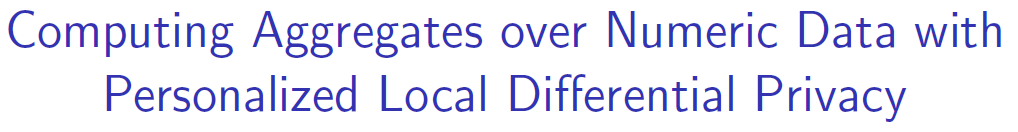 Computing Aggregates over Numeric Data with
Personalized Local Differential Privacy